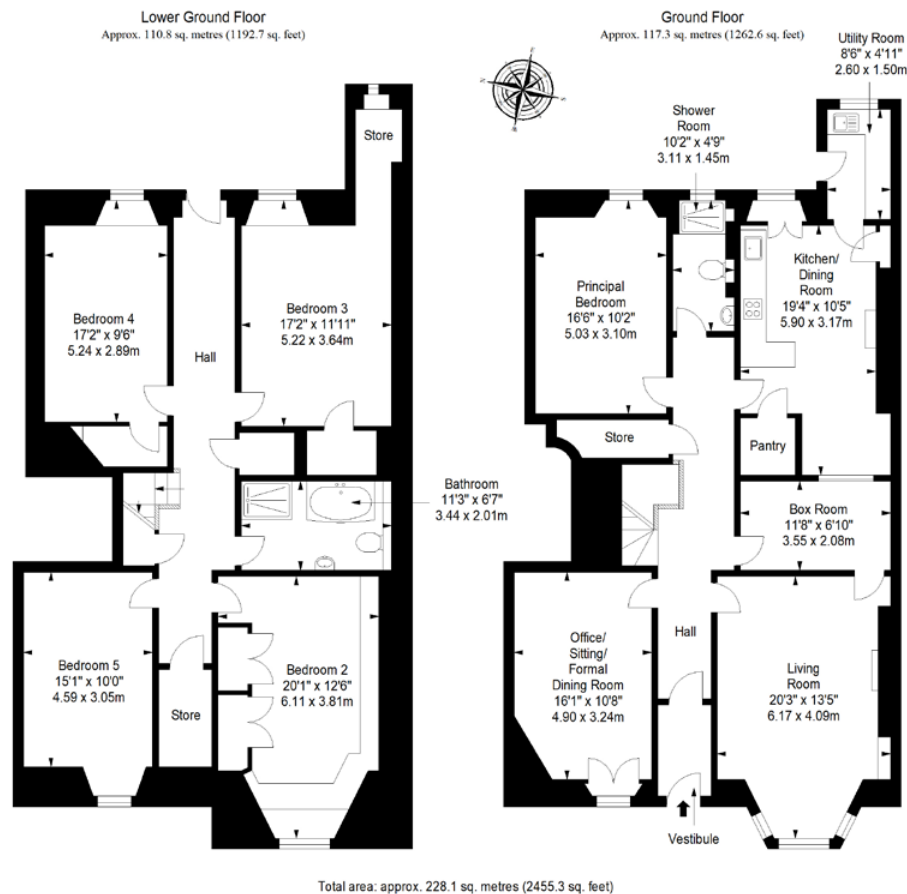 Lower Ground Floor
Approx. 110.8 sq. metres (1192.7 sq. feet)
Store
Bedroom 4
17'2" x 9'6"
5.24 x 2.89m
Hall
Bedroom 3
17'2" x 11'11"
5.22 x 3.64m
Bathroom
11'3" x 6'7"
3.44 x 2.01m
Bedroom 5
15'1" x 10'0"
4.59 x 3.05m
Store
Bedroom 2
20'1" x 12'6"
6.11 x 3.81m
Ground Floor
Approx. 117.3 sq. metres (1262.6 sq. feet)
Utility Room
8'6" x 4'11"
2.60 x 1.50m
Shower
Room
10'2" x 4'9"
3.11 x 1.45m
Principal
Bedroom
16'6" x 10'2"
5.03 x 3.10m
Kitchen/
Dining
Room
19'4" x 10'5"
5.90 x 3.17m
Store
Pantry
Box Room
11'8" x 6'10"
3.55 x 2.08m
Office/
Sitting/
Formal
Dining Room
16'1" x 10'8"
4.90 x 3.24m
Hall
Living
Room
20'3" x 13'5"
6.17 x 4.09m
Vestibule
Total area: approx. 228.1 sq. metres (2455.3 sq. feet)